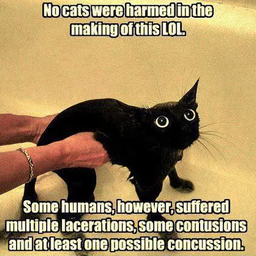 No cats were harmed in the
making of this LOL.
Some humans, however, suffered
multiple lacerations, some contusions
and at least one possible concussion.